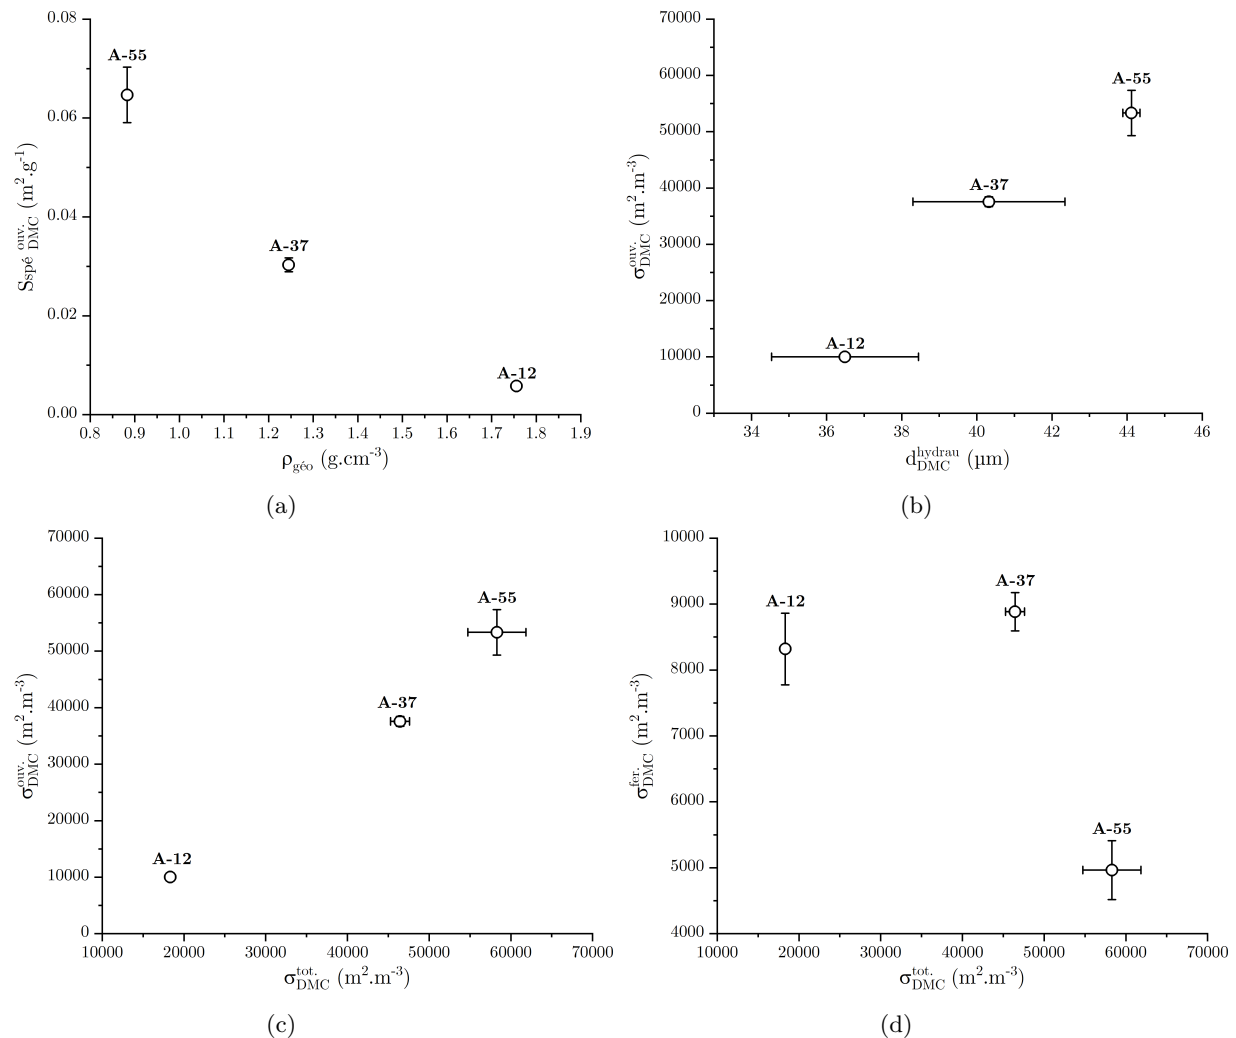 0.08
0.06
0.04
0.02
0.00
Sspé ouv. DMC (m².g⁻¹)
A-55
A-37
A-12
0.8 0.9 1.0 1.1 1.2 1.3 1.4 1.5 1.6 1.7 1.8 1.9
ρgéo (g.cm⁻³)
(a)
70000
60000
50000
40000
30000
20000
10000
0
σ ouv. DMC (m².m⁻³)
A-55
A-37
A-12
34 36 38 40 42 44 46
d hydrau DMC (µm)
(b)
70000
60000
50000
40000
30000
20000
10000
0
σ ouv. DMC (m².m⁻³)
A-55
A-37
A-12
10000 20000 30000 40000 50000 60000 70000
σ tot. DMC (m².m⁻³)
(c)
10000
9000
8000
7000
6000
5000
4000
σ fer. DMC (m².m⁻³)
A-37
A-12
A-55
10000 20000 30000 40000 50000 60000 70000
σ tot. DMC (m².m⁻³)
(d)